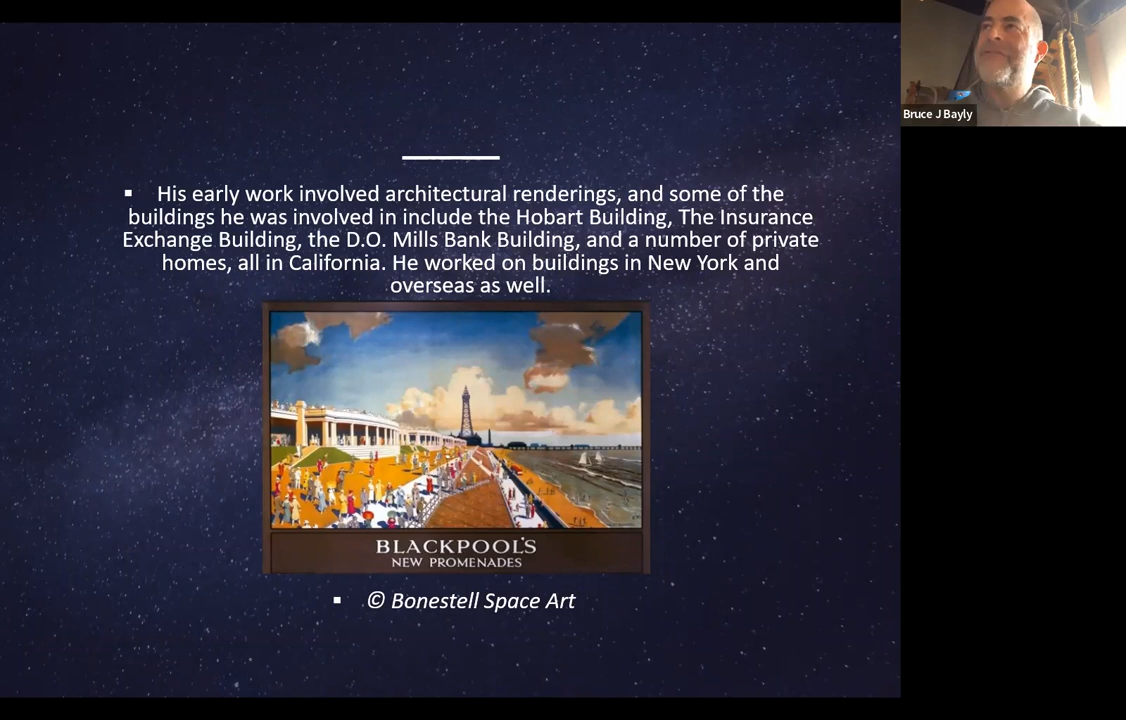 Bruce J Bayly
▪ His early work involved architectural renderings, and some of the
buildings he was involved in include the Hobart Building, The Insurance
Exchange Building, the D.O. Mills Bank Building, and a number of private
homes, all in California. He worked on buildings in New York and
overseas as well.
BLACKPOOL'S
NEW PROMENADES
▪ © Bonestell Space Art